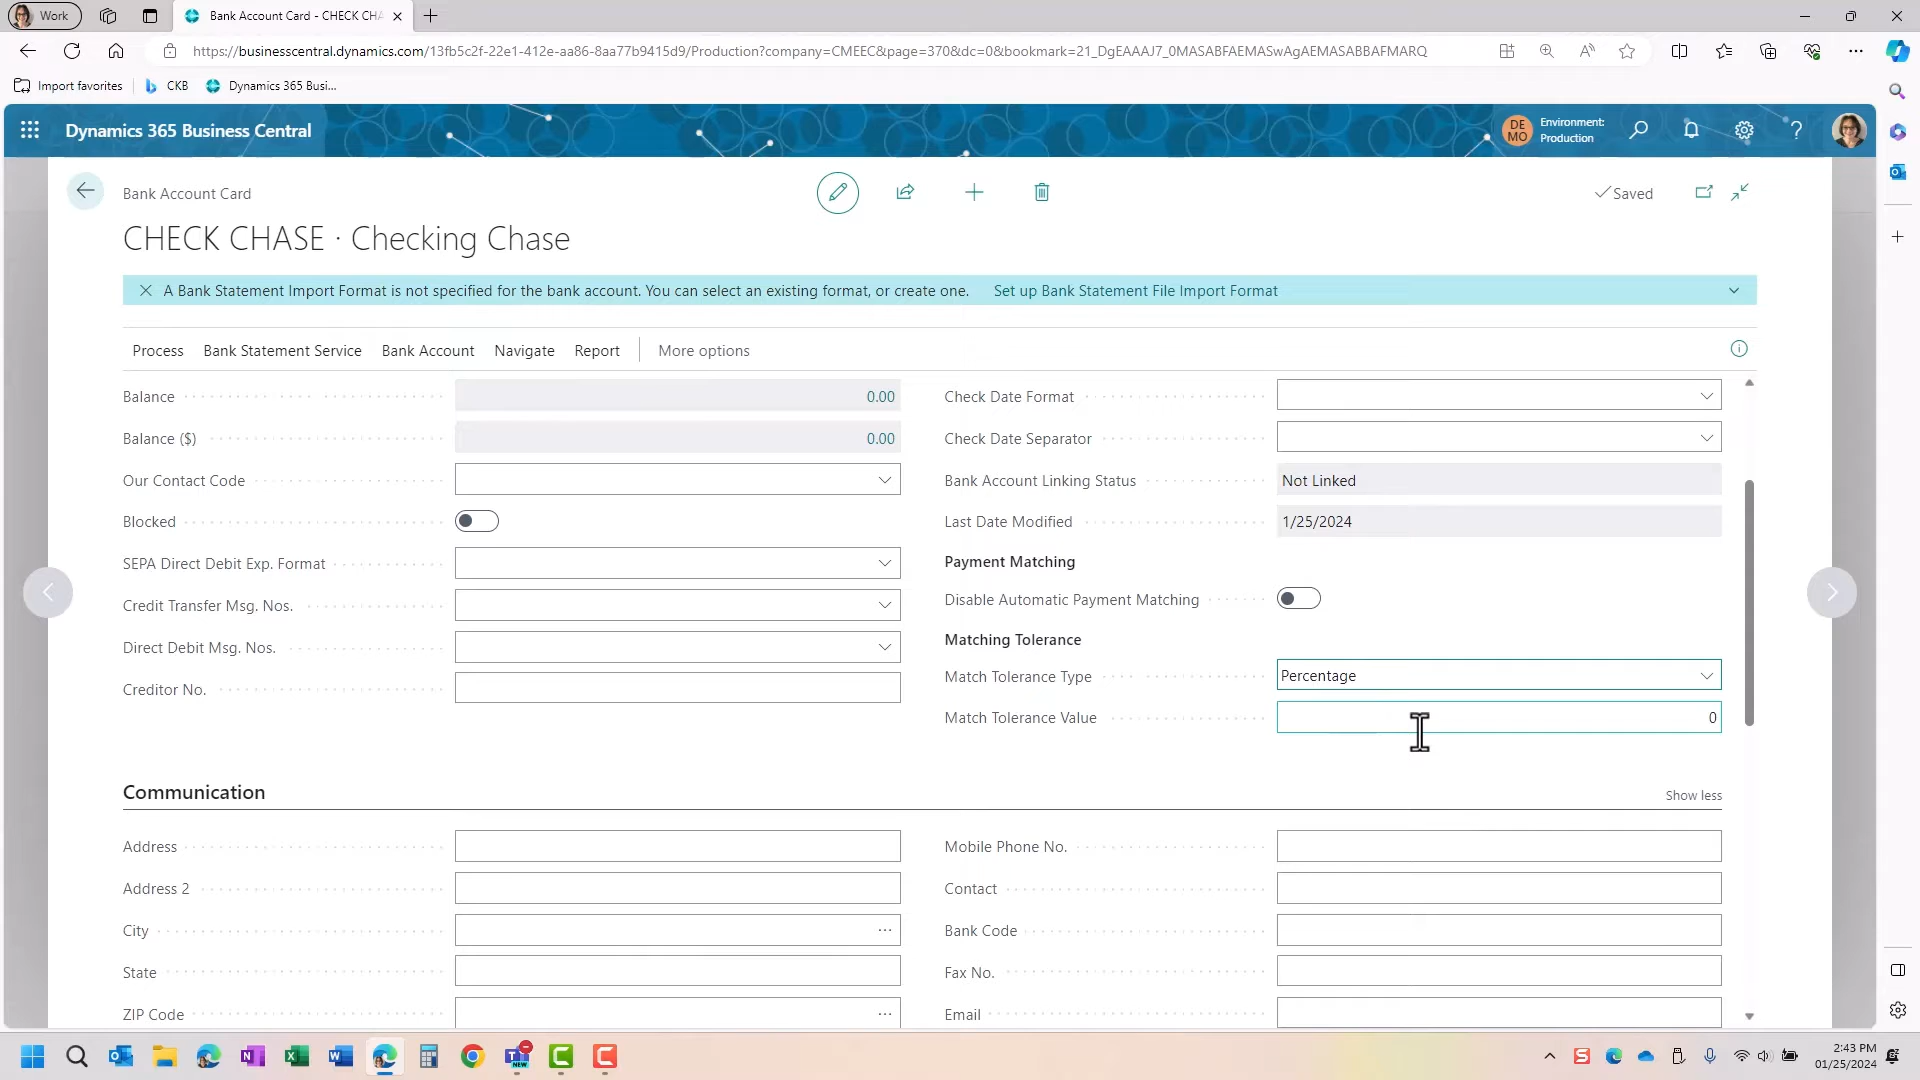 Work
Bank Account Card - CHECK CHA
https://businesscentral.dynamics.com/13fb5c2f-22e1-412e-aa86-8aa77b9415d9/Production?company=CMEEC&page=370&dc=0&bookmark=21_DgEAAAJ7_0MASABFAEMASwAgAEMASABBAFMARQ
Import favorites
CKB
Dynamics 365 Busi...
Dynamics 365 Business Central
DE
MO
Environment:
Production
Bank Account Card
Saved
CHECK CHASE · Checking Chase
A Bank Statement Import Format is not specified for the bank account. You can select an existing format, or create one. Set up Bank Statement File Import Format
Process Bank Statement Service Bank Account Navigate Report More options
Balance 0.00
Balance ($) 0.00
Our Contact Code
Blocked
SEPA Direct Debit Exp. Format
Credit Transfer Msg. Nos.
Direct Debit Msg. Nos.
Creditor No.
Check Date Format
Check Date Separator
Bank Account Linking Status Not Linked
Last Date Modified 1/25/2024
Payment Matching
Disable Automatic Payment Matching
Matching Tolerance
Match Tolerance Type Percentage
Match Tolerance Value 0
Communication
Show less
Address
Address 2
City
State
ZIP Code
Mobile Phone No.
Contact
Bank Code
Fax No.
Email
2:43 PM
01/25/2024